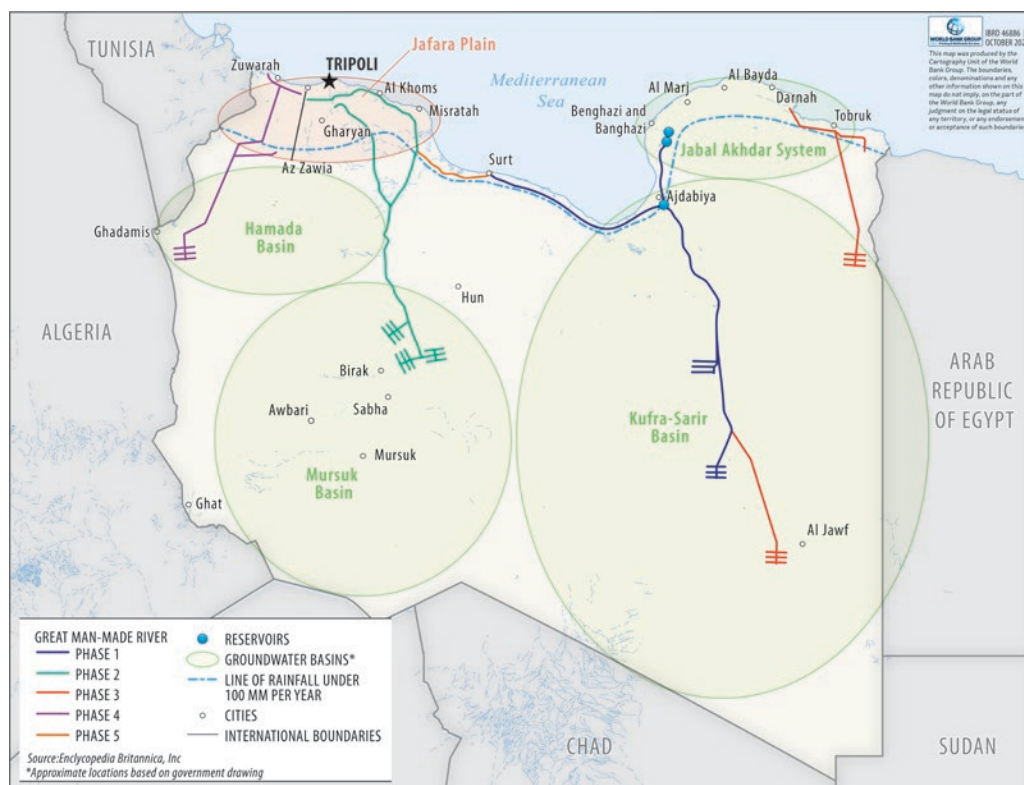 WORLD BANK GROUP
IBRD 46886 |
OCTOBER 202
This map was produced by the
Cartography Unit of the World
Bank Group. The boundaries,
colors, denominations and any
other information shown on this
map do not imply, on the part of
the World Bank Group, any
judgment on the legal status of
any territory, or any endorsemen
or acceptance of such boundaries
TUNISIA
Jafara Plain
Zuwarah
TRIPOLI
Al Khoms
Misratah
Gharyan
Az Zawia
Mediterranean
Sea
Al Bayda
Al Marj
Darnah
Benghazi and
Banghazi
Tobruk
Jabal Akhdar System
Surt
Ajdabiya
Ghadamis
Hamada
Basin
Hun
ALGERIA
Birak
Sabha
Awbari
Mursuk
Mursuk
Basin
Ghat
Kufra-Sarir
Basin
Al Jawf
ARAB
REPUBLIC
OF EGYPT
CHAD
SUDAN
GREAT MAN-MADE RIVER
PHASE 1
PHASE 2
PHASE 3
PHASE 4
PHASE 5
RESERVOIRS
GROUNDWATER BASINS*
LINE OF RAINFALL UNDER
100 MM PER YEAR
CITIES
INTERNATIONAL BOUNDARIES
Source:Enclycopedia Britannica, Inc
*Approximate locations based on government drawing